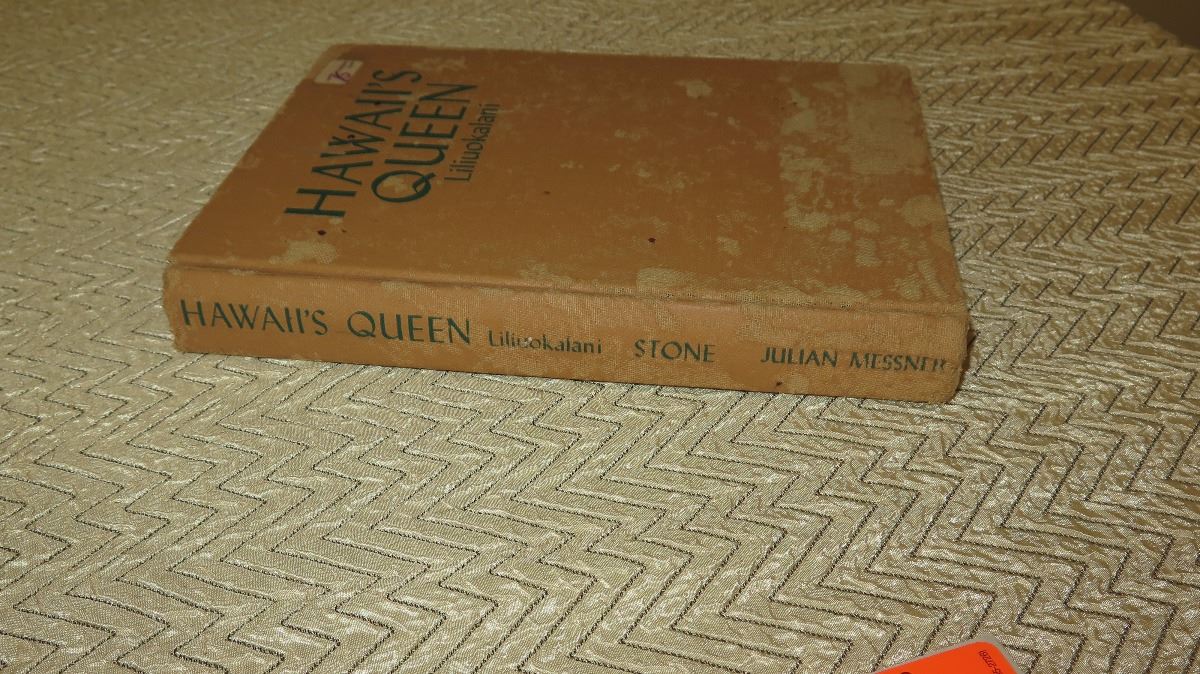 HAWAII'S
QUEEN
Liliuokalani
HAWAII'S QUEEN Liliuokalani STONE JULIAN MESSNER